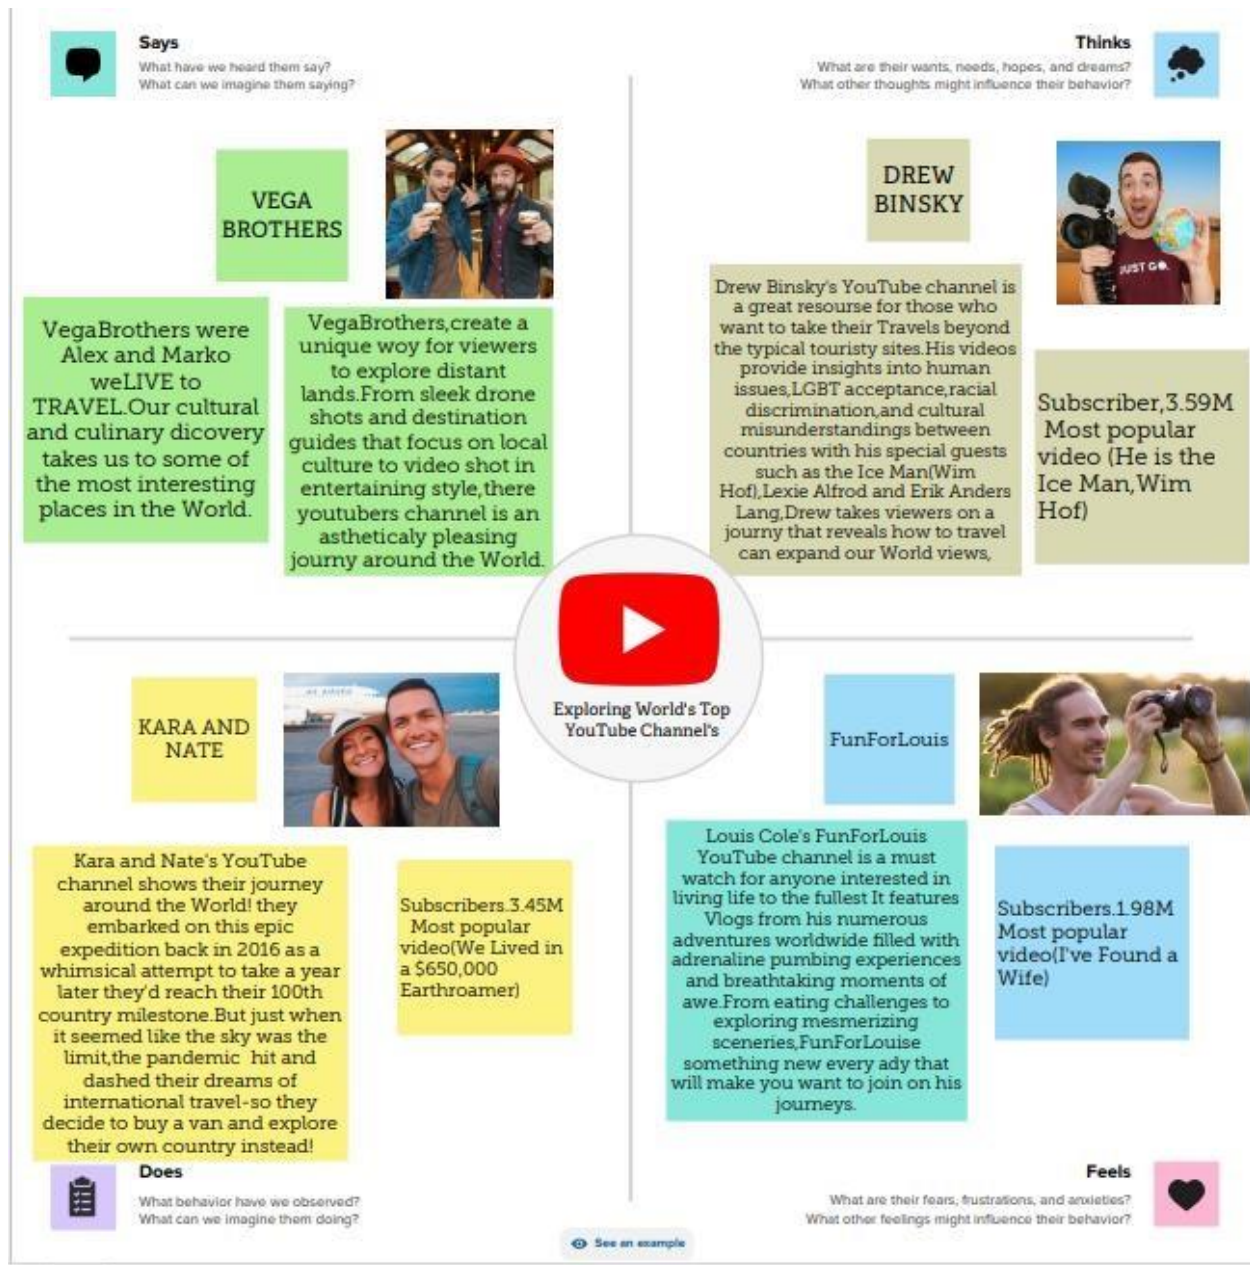 Says
What have we heard them say?
What can we imagine them saying?
Thinks
What are their wants, needs, hopes, and dreams?
What other thoughts might influence their behavior?
VEGA
BROTHERS
VegaBrothers were
Alex and Marko
weLIVE to
TRAVEL.Our cultural
and culinary dicovery
takes us to some of
the most interesting
places in the World.
VegaBrothers,create a
unique woy for viewers
to explore distant
lands.From sleek drone
shots and destination
guides that focus on local
culture to video shot in
entertaining style,there
youtubers channel is an
astheticaly pleasing
journy around the World.
DREW
BINSKY
JUST GO.
Drew Binsky's YouTube channel is
a great resourse for those who
want to take their Travels beyond
the typical touristy sites.His videos
provide insights into human
issues,LGBT acceptance,racial
discrimination,and cultural
misunderstandings between
countries with his special guests
such as the Ice Man(Wim
Hof),Lexie Alfrod and Erik Anders
Lang,Drew takes viewers on a
journy that reveals how to travel
can expand our World views,
Subscriber,3.59M
Most popular
video (He is the
Ice Man,Wim
Hof)
Exploring World's Top
YouTube Channel's
KARA AND
NATE
Kara and Nate's YouTube
channel shows their journey
around the World! they
embarked on this epic
expedition back in 2016 as a
whimsical attempt to take a year
later they'd reach their 100th
country milestone.But just when
it seemed like the sky was the
limit,the pandemic hit and
dashed their dreams of
international travel-so they
decide to buy a van and explore
their own country instead!
Subscribers.3.45M
Most popular
video(We Lived in
a $650,000
Earthroamer)
FunForLouis
Louis Cole's FunForLouis
YouTube channel is a must
watch for anyone interested in
living life to the fullest It features
Vlogs from his numerous
adventures worldwide filled with
adrenaline pumbing experiences
and breathtaking moments of
awe.From eating challenges to
exploring mesmerizing
sceneries,FunForLouise
something new every ady that
will make you want to join on his
journeys.
Subscribers.1.98M
Most popular
video(I've Found a
Wife)
Does
What behavior have we observed?
What can we imagine them doing?
Feels
What are their fears, frustrations, and anxieties?
What other feelings might influence their behavior?
See an example